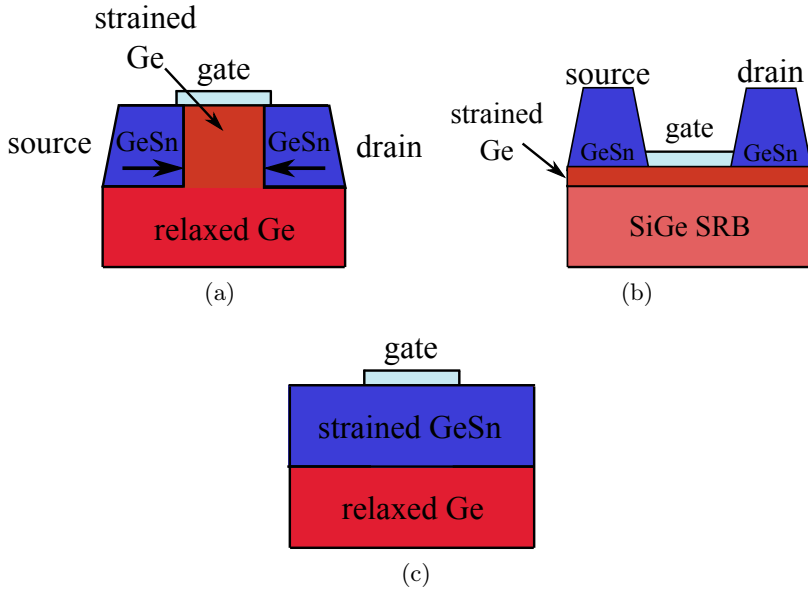 strained
Ge
gate
source
GeSn
GeSn
drain
relaxed Ge
(a)
source
drain
strained
Ge
gate
GeSn
GeSn
SiGe SRB
(b)
gate
strained GeSn
relaxed Ge
(c)